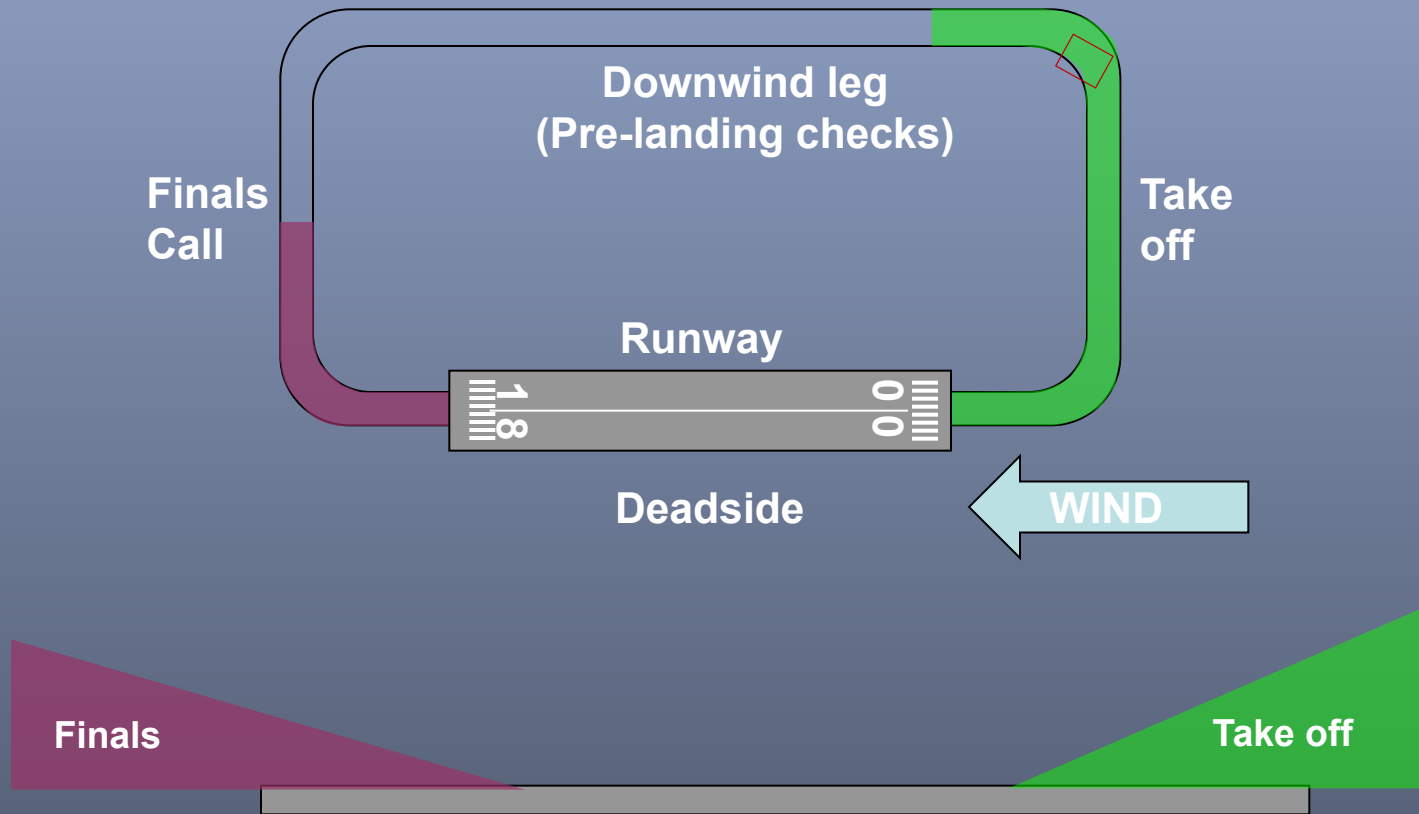 Downwind leg
(Pre-landing checks)
Finals
Call
Take
off
Runway
18
00
Deadside
WIND
Finals
Take off